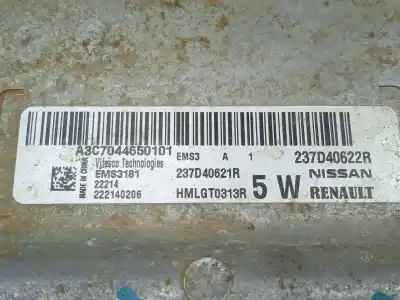 A3C7044650101 EMS3 A 1 237D40622R
MADE IN CHINA
Vitesco Technologies
EMS3181 237D40621R NISSAN
22214
222140206 HMLGT0313R 5 W RENAULT